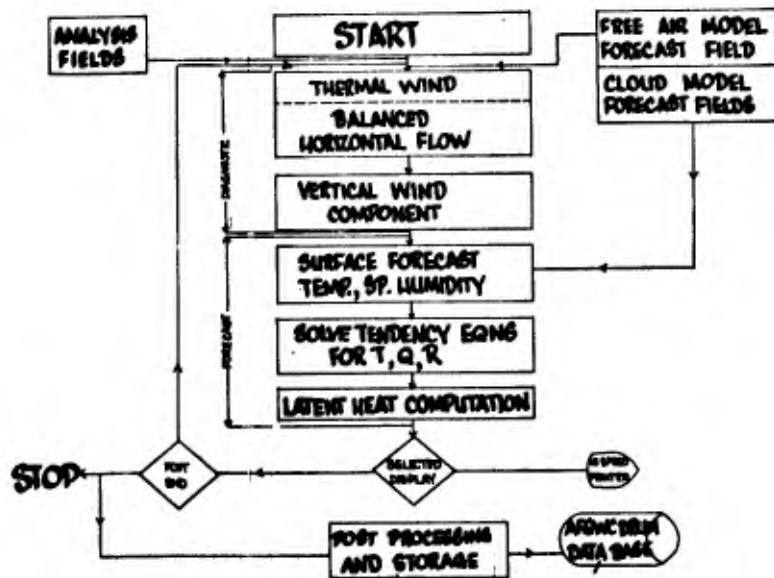 ANALYSIS
FIELDS
START
FREE AIR MODEL
FORECAST FIELD
CLOUD MODEL
FORECAST FIELDS
THERMAL WIND
BALANCED
HORIZONTAL FLOW
DIAGNOSTIC
VERTICAL WIND
COMPONENT
SURFACE FORECAST
TEMP., SP. HUMIDITY
FORECAST
SOLVE TENDENCY EQNS
FOR T, Q, R
LATENT HEAT COMPUTATION
STOP
FCST
END
SELECTED
DISPLAY
PRINTER
POST PROCESSING
AND STORAGE
DATA BASE